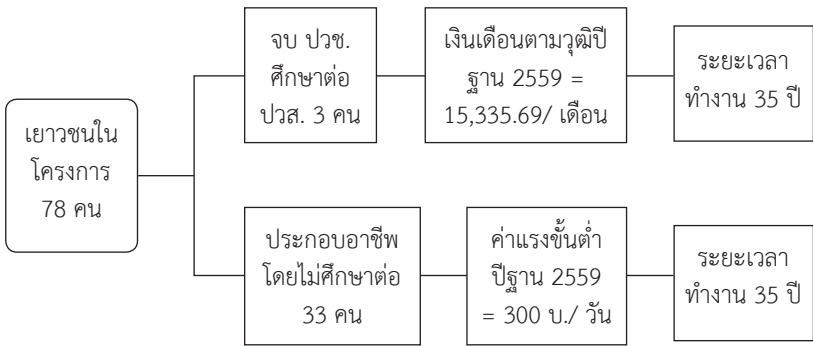 เยาวชนใน
โครงการ
78 คน
จบ ปวช.
ศึกษาต่อ
ปวส. 3 คน
เงินเดือนตามวุฒิปี
ฐาน 2559 =
15,335.69/ เดือน
ระยะเวลา
ทำงาน 35 ปี
ประกอบอาชีพ
โดยไม่ศึกษาต่อ
33 คน
ค่าแรงขั้นต่ำ
ปีฐาน 2559
= 300 บ./ วัน
ระยะเวลา
ทำงาน 35 ปี